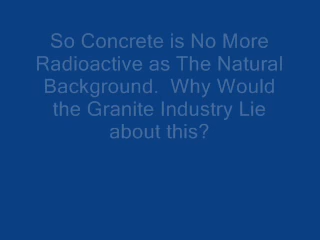 So Concrete is No More
Radioactive as The Natural
Background.  Why Would
the Granite Industry Lie
about this?